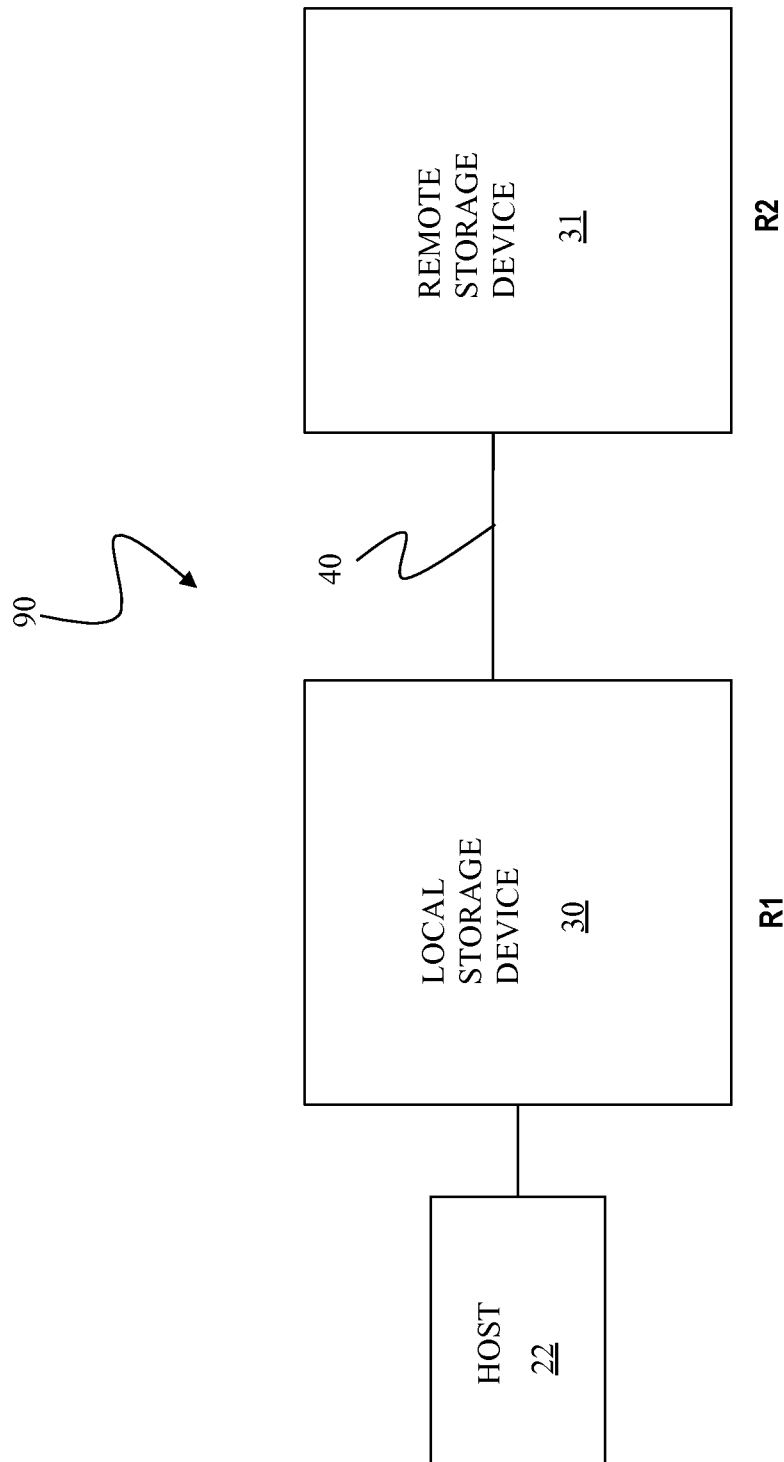 90
40
HOST
22
LOCAL
STORAGE
DEVICE
30
R1
REMOTE
STORAGE
DEVICE
31
R2